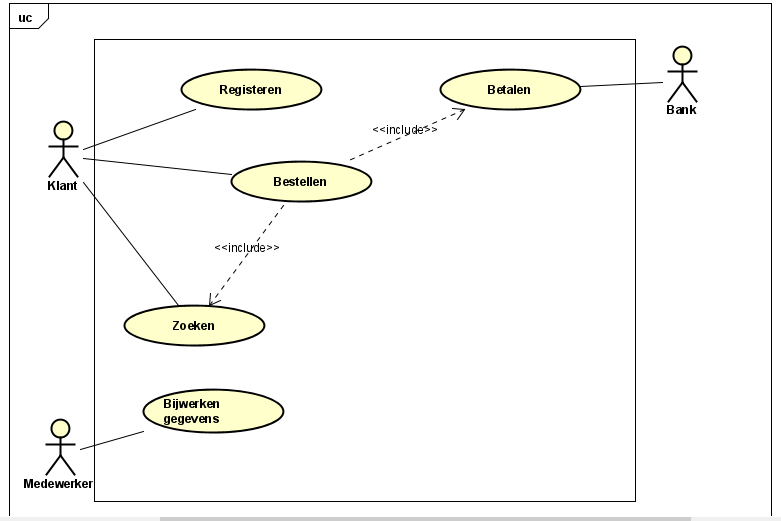 uc
Registeren
Betalen
Bank
<<include>>
Klant
Bestellen
<<include>>
Zoeken
Bijwerken
gegevens
Medewerker